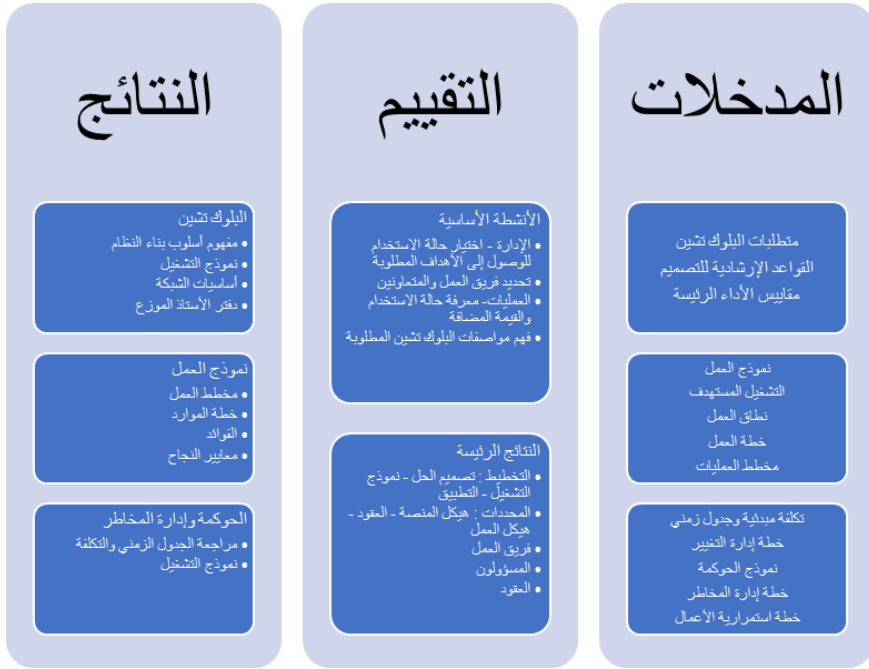 المدخلات
متطلبات البلوك تشين
القواعد الإرشادية للتصميم
مقاييس الأداء الرئيسة
نموذج العمل
التشغيل المستهدف
نطاق العمل
خطة العمل
مخطط العمليات
تكلفة مبدئية وجدول زمني
خطة إدارة التغيير
نموذج الحوكمة
خطة إدارة المخاطر
خطة استمرارية الأعمال
التقييم
الأنشطة الأساسية
• الإدارة - اختيار حالة الاستخدام
للوصول إلى الأهداف المطلوبة
• تحديد فريق العمل والمتعاونين
• العمليات- معرفة حالة الاستخدام
والقيمة المضافة
• فهم مواصفات البلوك تشين المطلوبة
النتائج الرئيسة
• التخطيط : تصميم الحل - نموذج
التشغيل - التطبيق
• المحددات : هيكل المنصة - العقود -
هيكل العمل
• فريق العمل
• المسؤولون
• العقود
النتائج
البلوك تشين
• مفهوم أسلوب بناء النظام
• نموذج التشغيل
• أساسيات الشبكة
• دفتر الأستاذ الموزع
نموذج العمل
• مخطط العمل
• خطة الموارد
• الفوائد
• معايير النجاح
الحوكمة وإدارة المخاطر
• مراجعة الجدول الزمني والتكلفة
• نموذج التشغيل